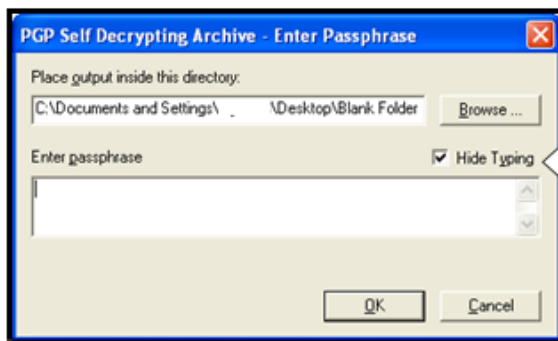 PGP Self Decrypting Archive - Enter Passphrase
Place output inside this directory:
C:\Documents and Settings\ \Desktop\Blank Folder
Browse ...
Enter passphrase
Hide Typing
OK
Cancel